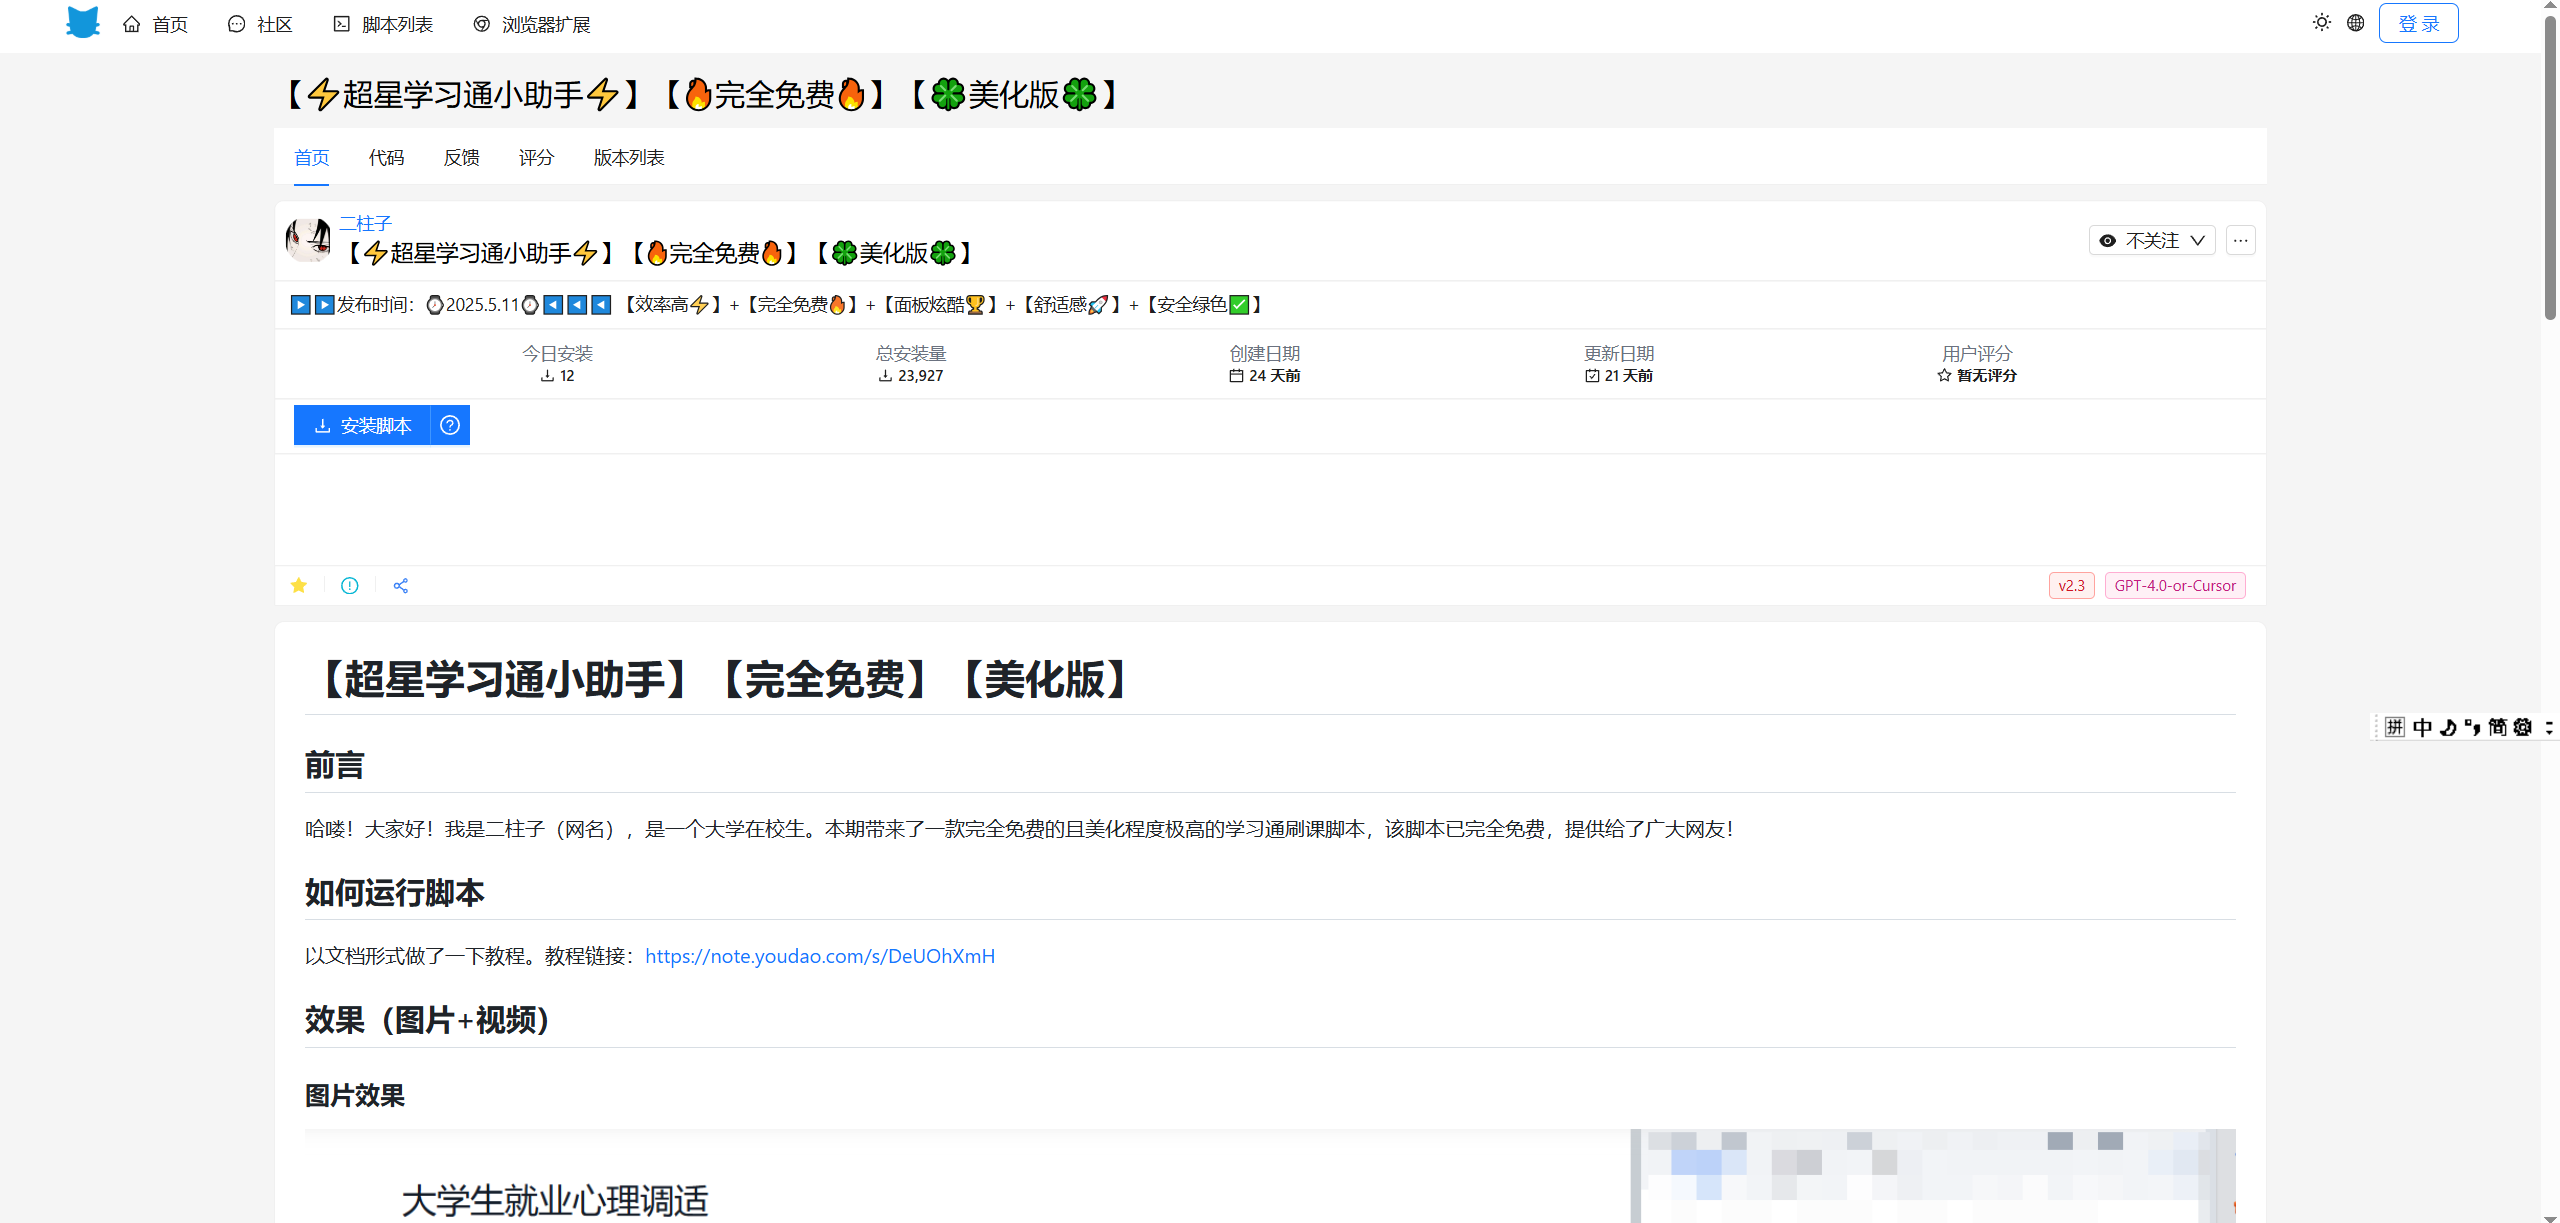 首页 社区 脚本列表 浏览器扩展 登 录
【⚡超星学习通小助手⚡】【🔥完全免费🔥】【🍀美化版🍀】
首页 代码 反馈 评分 版本列表
二柱子
【⚡超星学习通小助手⚡】【🔥完全免费🔥】【🍀美化版🍀】
不关注
▶️▶️发布时间：⌚2025.5.11⌚◀️◀️◀️ 【效率高⚡】+【完全免费🔥】+【面板炫酷🏆】+【舒适感🚀】+【安全绿色✅】
今日安装 总安装量 创建日期 更新日期 用户评分
12 23,927 24 天前 21 天前 暂无评分
安装脚本
v2.3 GPT-4.0-or-Cursor
【超星学习通小助手】【完全免费】【美化版】
前言
拼 中 简
哈喽！大家好！我是二柱子（网名），是一个大学在校生。本期带来了一款完全免费的且美化程度极高的学习通刷课脚本，该脚本已完全免费，提供给了广大网友！
如何运行脚本
以文档形式做了一下教程。教程链接：https://note.youdao.com/s/DeUOhXmH
效果（图片+视频）
图片效果
大学生就业心理调适